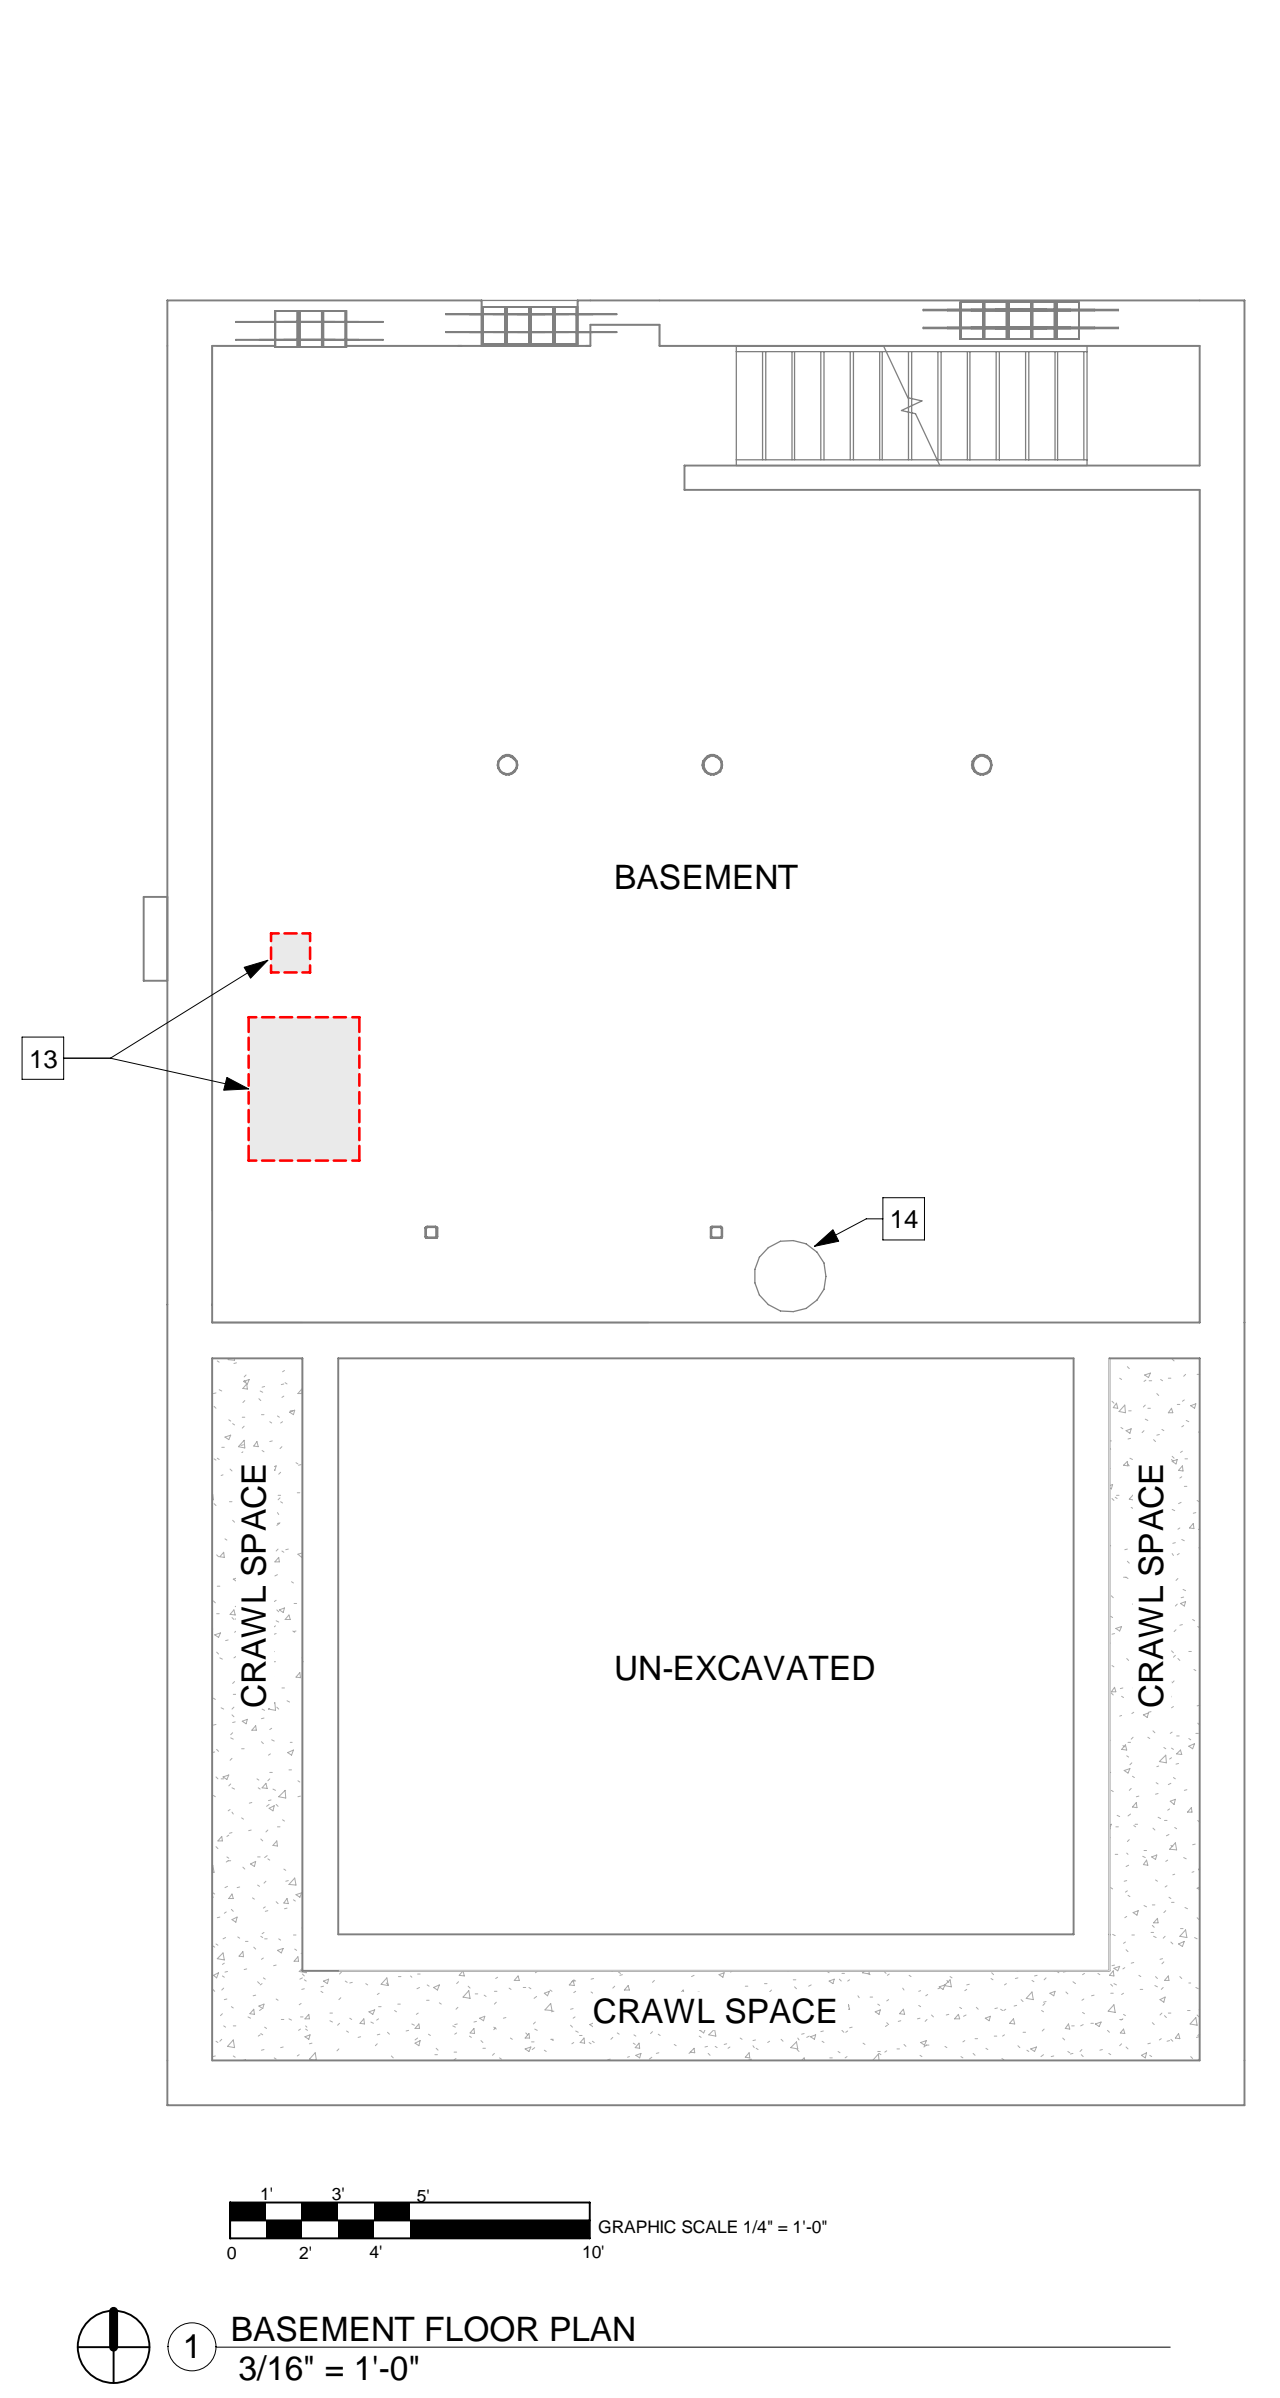 BASEMENT
13
14
CRAWL SPACE
CRAWL SPACE
UN-EXCAVATED
CRAWL SPACE
1' 3' 5'
GRAPHIC SCALE 1/4" = 1'-0"
0 2' 4' 10'
1 BASEMENT FLOOR PLAN
3/16" = 1'-0"